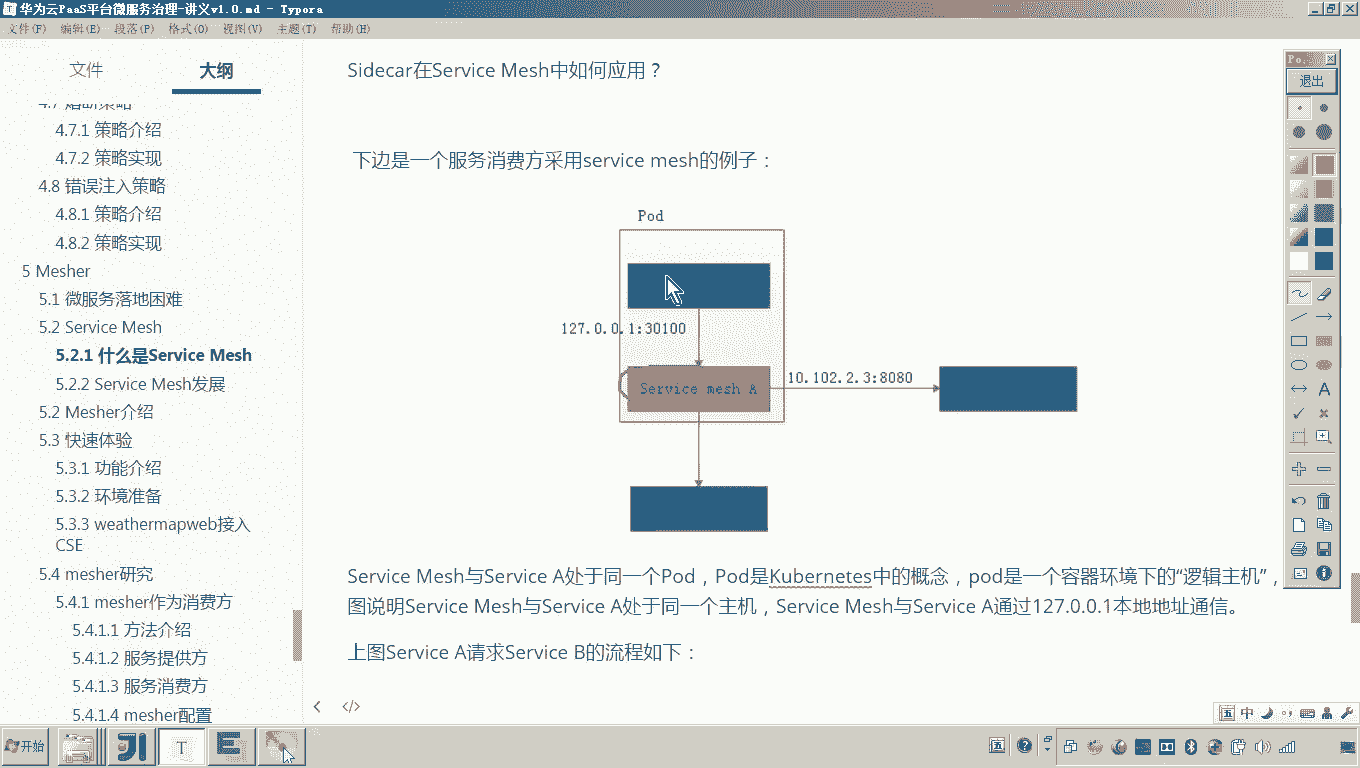 华为云PaaS平台微服务治理-讲义v1.0.md - Typora
文件(F) 编辑(E) 段落(P) 格式(O) 视图(V) 主题(T) 帮助(H)
文件
大纲
4.7 熔断策略
4.7.1 策略介绍
4.7.2 策略实现
4.8 错误注入策略
4.8.1 策略介绍
4.8.2 策略实现
5 Mesher
5.1 微服务落地困难
5.2 Service Mesh
5.2.1 什么是Service Mesh
5.2.2 Service Mesh发展
5.2 Mesher介绍
5.3 快速体验
5.3.1 功能介绍
5.3.2 环境准备
5.3.3 weathermapweb接入
CSE
5.4 mesher研究
5.4.1 mesher作为消费方
5.4.1.1 方法介绍
5.4.1.2 服务提供方
5.4.1.3 服务消费方
5.4.1.4 mesher配置
Sidecar在Service Mesh中如何应用？
下边是一个服务消费方采用service mesh的例子：
Pod
127.0.0.1:30100
Service mesh A
10.102.2.3:8080
Service Mesh与Service A处于同一个Pod，Pod是Kubernetes中的概念，pod是一个容器环境下的“逻辑主机”，
图说明Service Mesh与Service A处于同一个主机，Service Mesh与Service A通过127.0.0.1本地地址通信。
上图Service A请求Service B的流程如下：
退出
A
开始
T
五 中
五